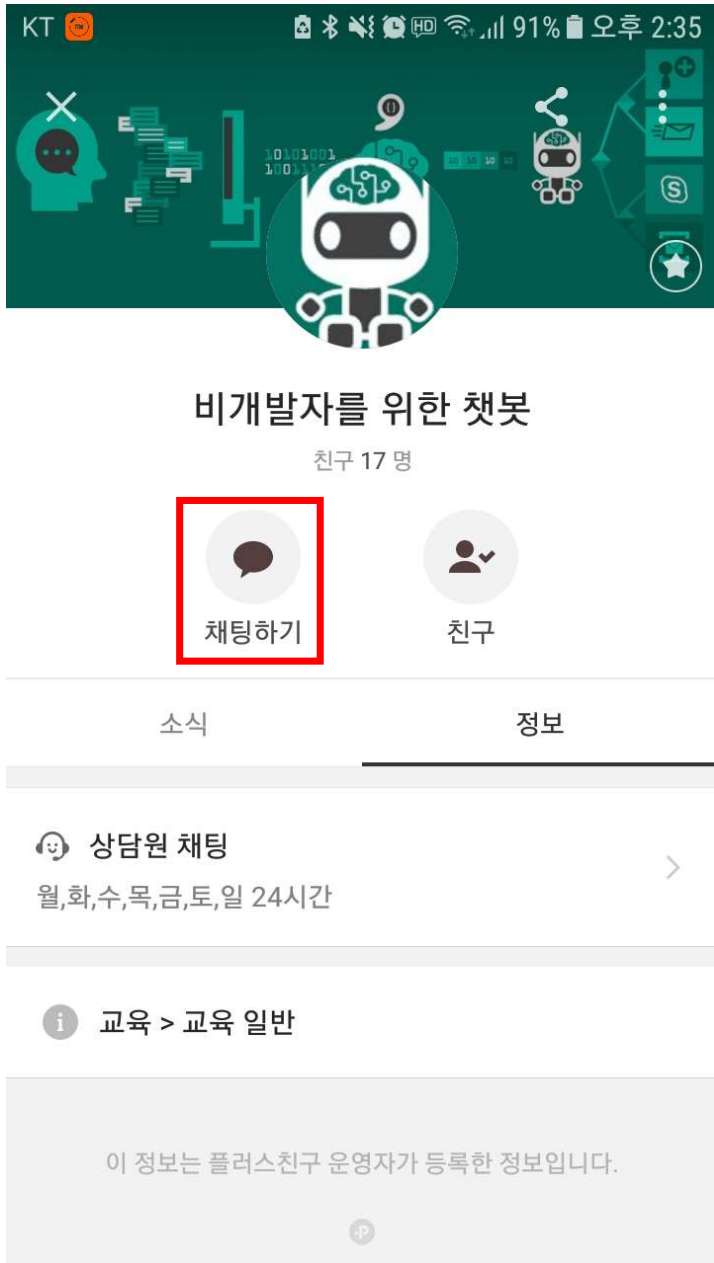 KT HD 91% 오후 2:35
10101001
비개발자를 위한 챗봇
친구 17 명
채팅하기 친구
소식 정보
상담원 채팅
월,화,수,목,금,토,일 24시간
교육 > 교육 일반
이 정보는 플러스친구 운영자가 등록한 정보입니다.